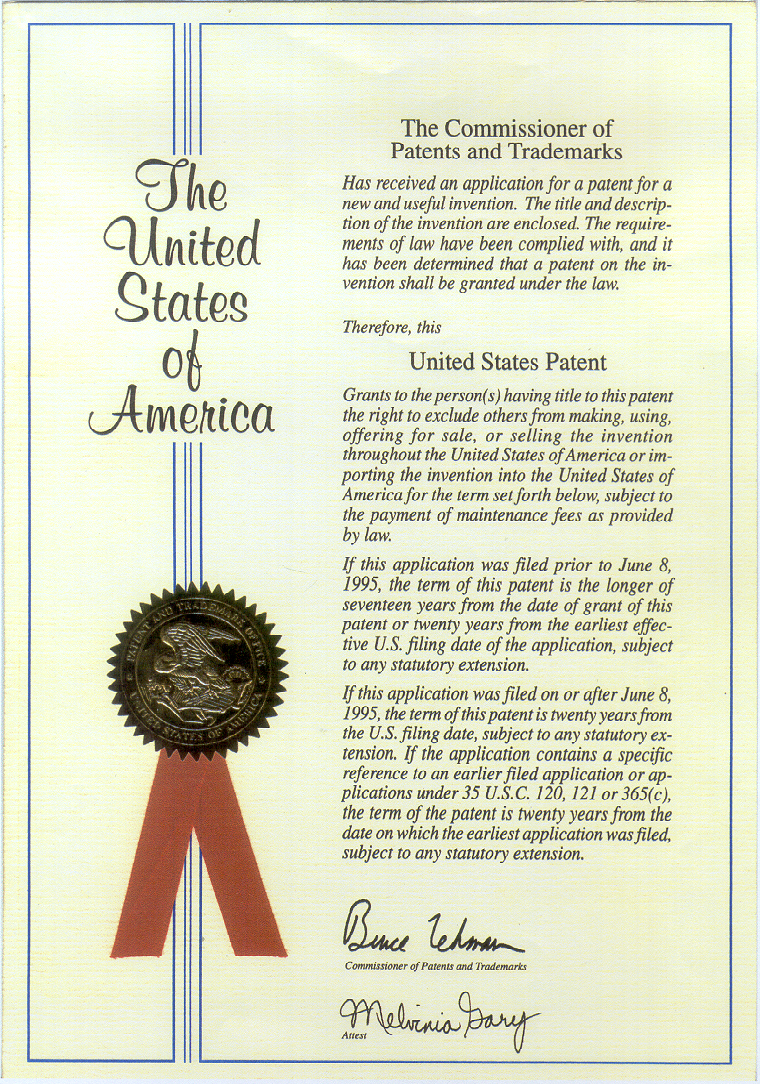 The
United
States
of
America
PATENT AND TRADEMARK OFFICE
UNITED STATES OF AMERICA
The Commissioner of
Patents and Trademarks
Has received an application for a patent for a
new and useful invention. The title and descrip-
tion of the invention are enclosed. The require-
ments of law have been complied with, and it
has been determined that a patent on the in-
vention shall be granted under the law.
Therefore, this
United States Patent
Grants to the person(s) having title to this patent
the right to exclude others from making, using,
offering for sale, or selling the invention
throughout the United States of America or im-
porting the invention into the United States of
America for the term set forth below, subject to
the payment of maintenance fees as provided
by law.
If this application was filed prior to June 8,
1995, the term of this patent is the longer of
seventeen years from the date of grant of this
patent or twenty years from the earliest effec-
tive U.S. filing date of the application, subject
to any statutory extension.
If this application was filed on or after June 8,
1995, the term of this patent is twenty years from
the U.S. filing date, subject to any statutory ex-
tension. If the application contains a specific
reference to an earlier filed application or ap-
plications under 35 U.S.C. 120, 121 or 365(c),
the term of the patent is twenty years from the
date on which the earliest application was filed,
subject to any statutory extension.
Bruce Lehman
Commissioner of Patents and Trademarks
Melvinia Gary
Attest